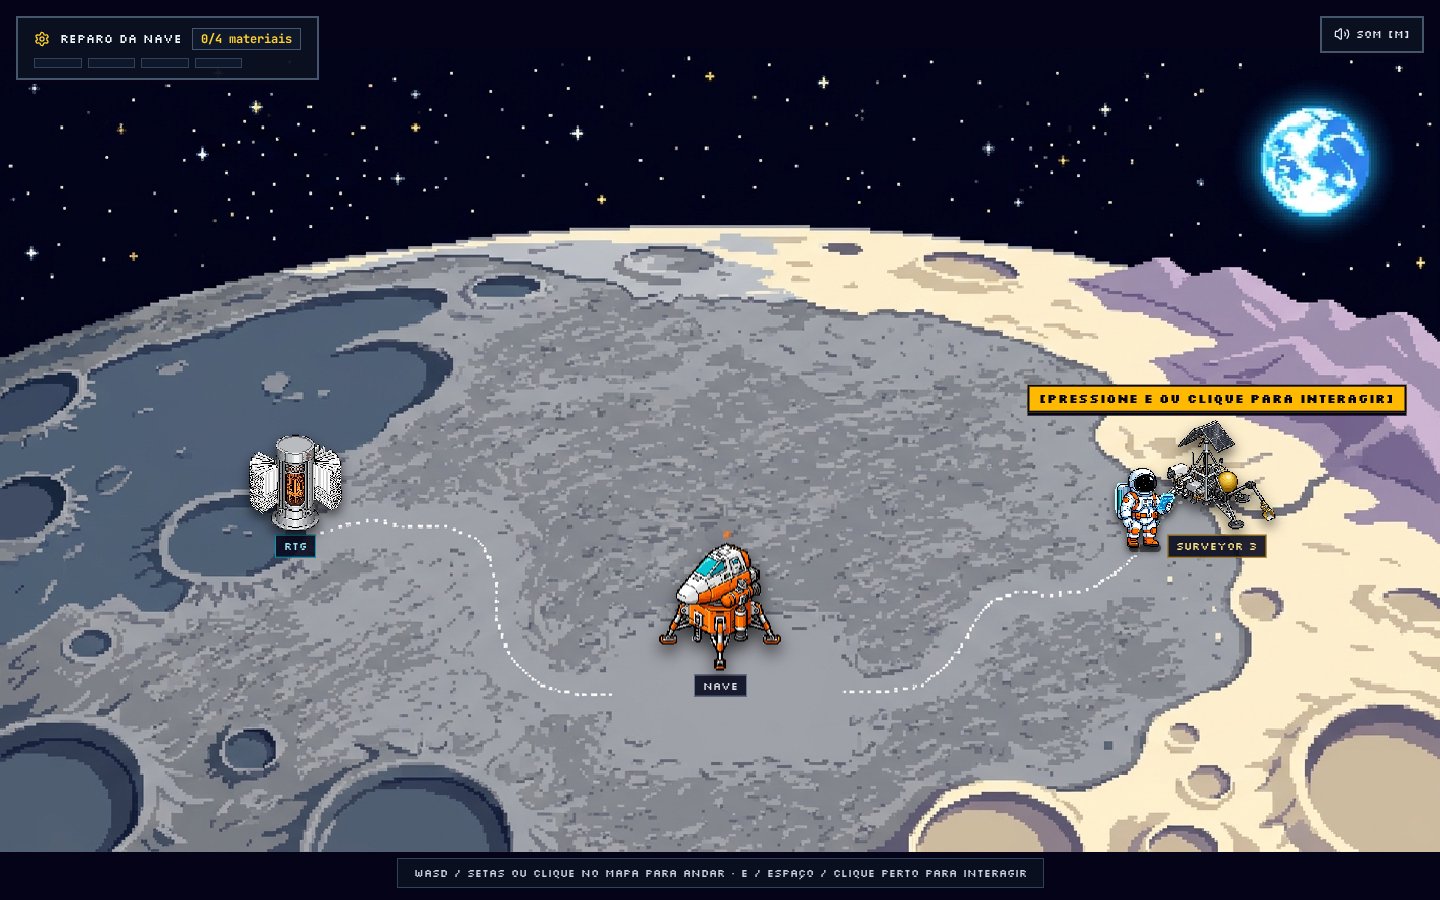 REPARO DA NAVE 0/4 materiais
SOM [M]
[PRESSIONE E OU CLIQUE PARA INTERAGIR]
RTG
SURVEYOR 3
NAVE
WASD / SETAS OU CLIQUE NO MAPA PARA ANDAR · E / ESPAÇO / CLIQUE PERTO PARA INTERAGIR